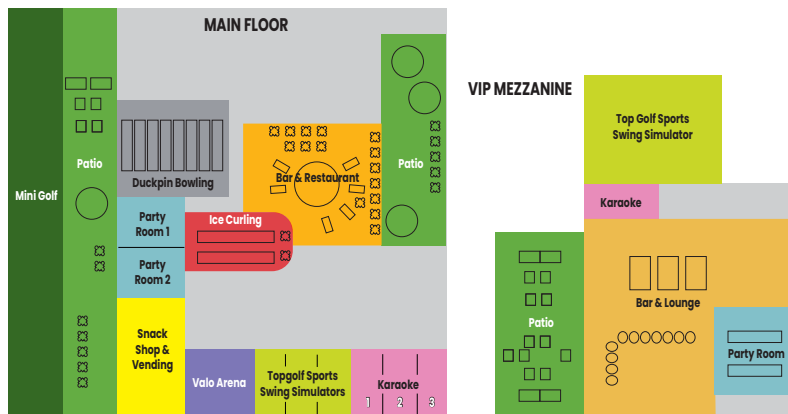 MAIN FLOOR
Mini Golf
Patio
Duckpin Bowling
Bar & Restaurant
Patio
Party
Room 1
Ice Curling
Party
Room 2
Snack
Shop &
Vending
Valo Arena
Topgolf Sports
Swing Simulators
Karaoke
1 2 3
VIP MEZZANINE
Top Golf Sports
Swing Simulator
Karaoke
Bar & Lounge
Patio
Party Room